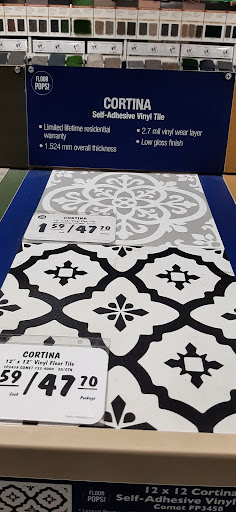 FLOOR
POPS!
CORTINA
Self-Adhesive Vinyl Tile
• Limited lifetime residential
warranty
• 1.524 mm overall thickness
• 2.7 mil vinyl wear layer
• Low gloss finish
CORTINA
1 59/47 70
CORTINA
12" x 12" Vinyl Floor Tile
59/47 70
Each
Package
FLOOR
POPS!
12 x 12 Cortina
Self-Adhesive Vinyl
Comet FP3458